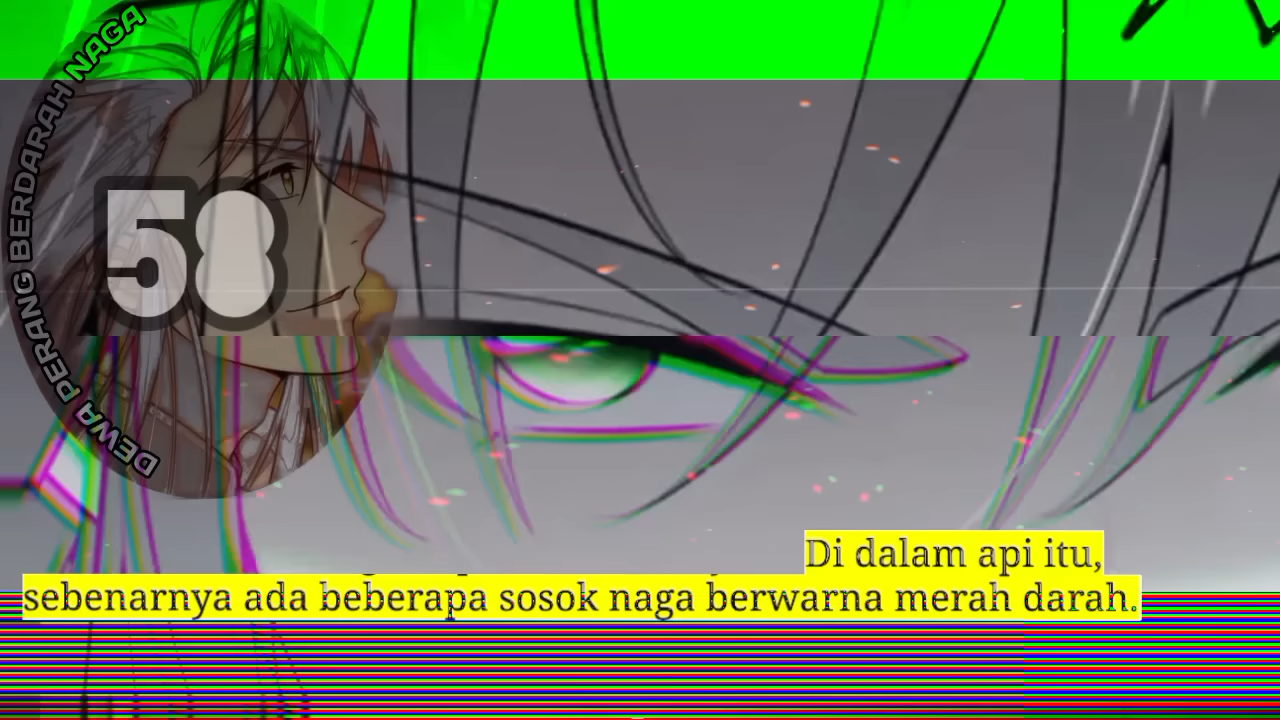 DEWA PERANG BERDARAH NAGA
58
Di dalam api itu,
sebenarnya ada beberapa sosok naga berwarna merah darah.